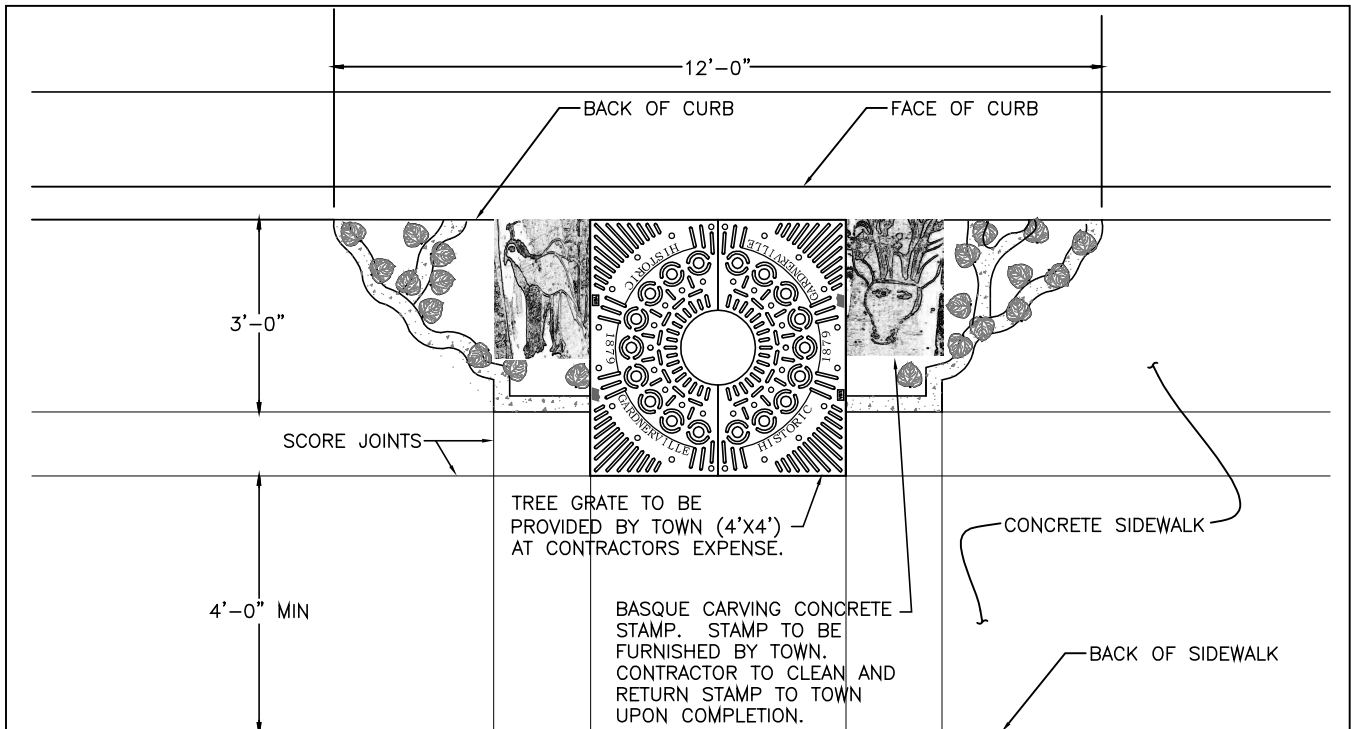 12'-0"
BACK OF CURB
FACE OF CURB
HISTORIC
GARDNERVILLE
3'-0"
1879
1879
GARDNERVILLE
HISTORIC
SCORE JOINTS
TREE GRATE TO BE
PROVIDED BY TOWN (4'X4')
AT CONTRACTORS EXPENSE.
CONCRETE SIDEWALK
4'-0" MIN
BASQUE CARVING CONCRETE
STAMP. STAMP TO BE
FURNISHED BY TOWN.
CONTRACTOR TO CLEAN AND
RETURN STAMP TO TOWN
UPON COMPLETION.
BACK OF SIDEWALK